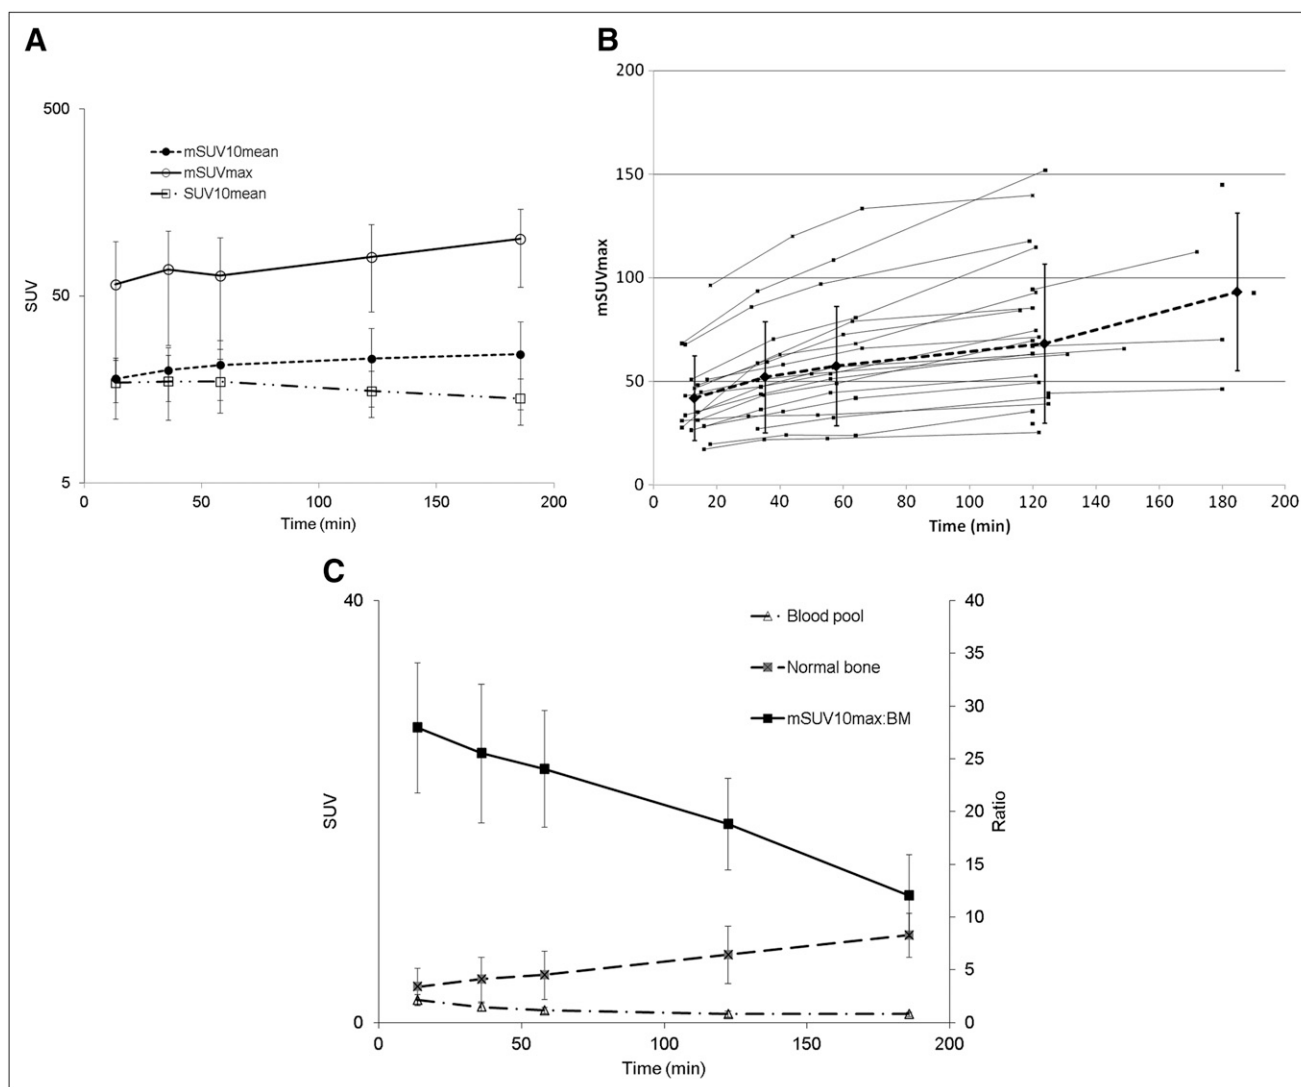 A
500
50
5
SUV
mSUV10mean
mSUVmax
SUV10mean
0 50 100 150 200
Time (min)
B
200
150
100
50
0
mSUVmax
0 20 40 60 80 100 120 140 160 180 200
Time (min)
C
40
0
SUV
Blood pool
Normal bone
mSUV10max:BM
40
35
30
25
20
15
10
5
0
Ratio
0 50 100 150 200
Time (min)